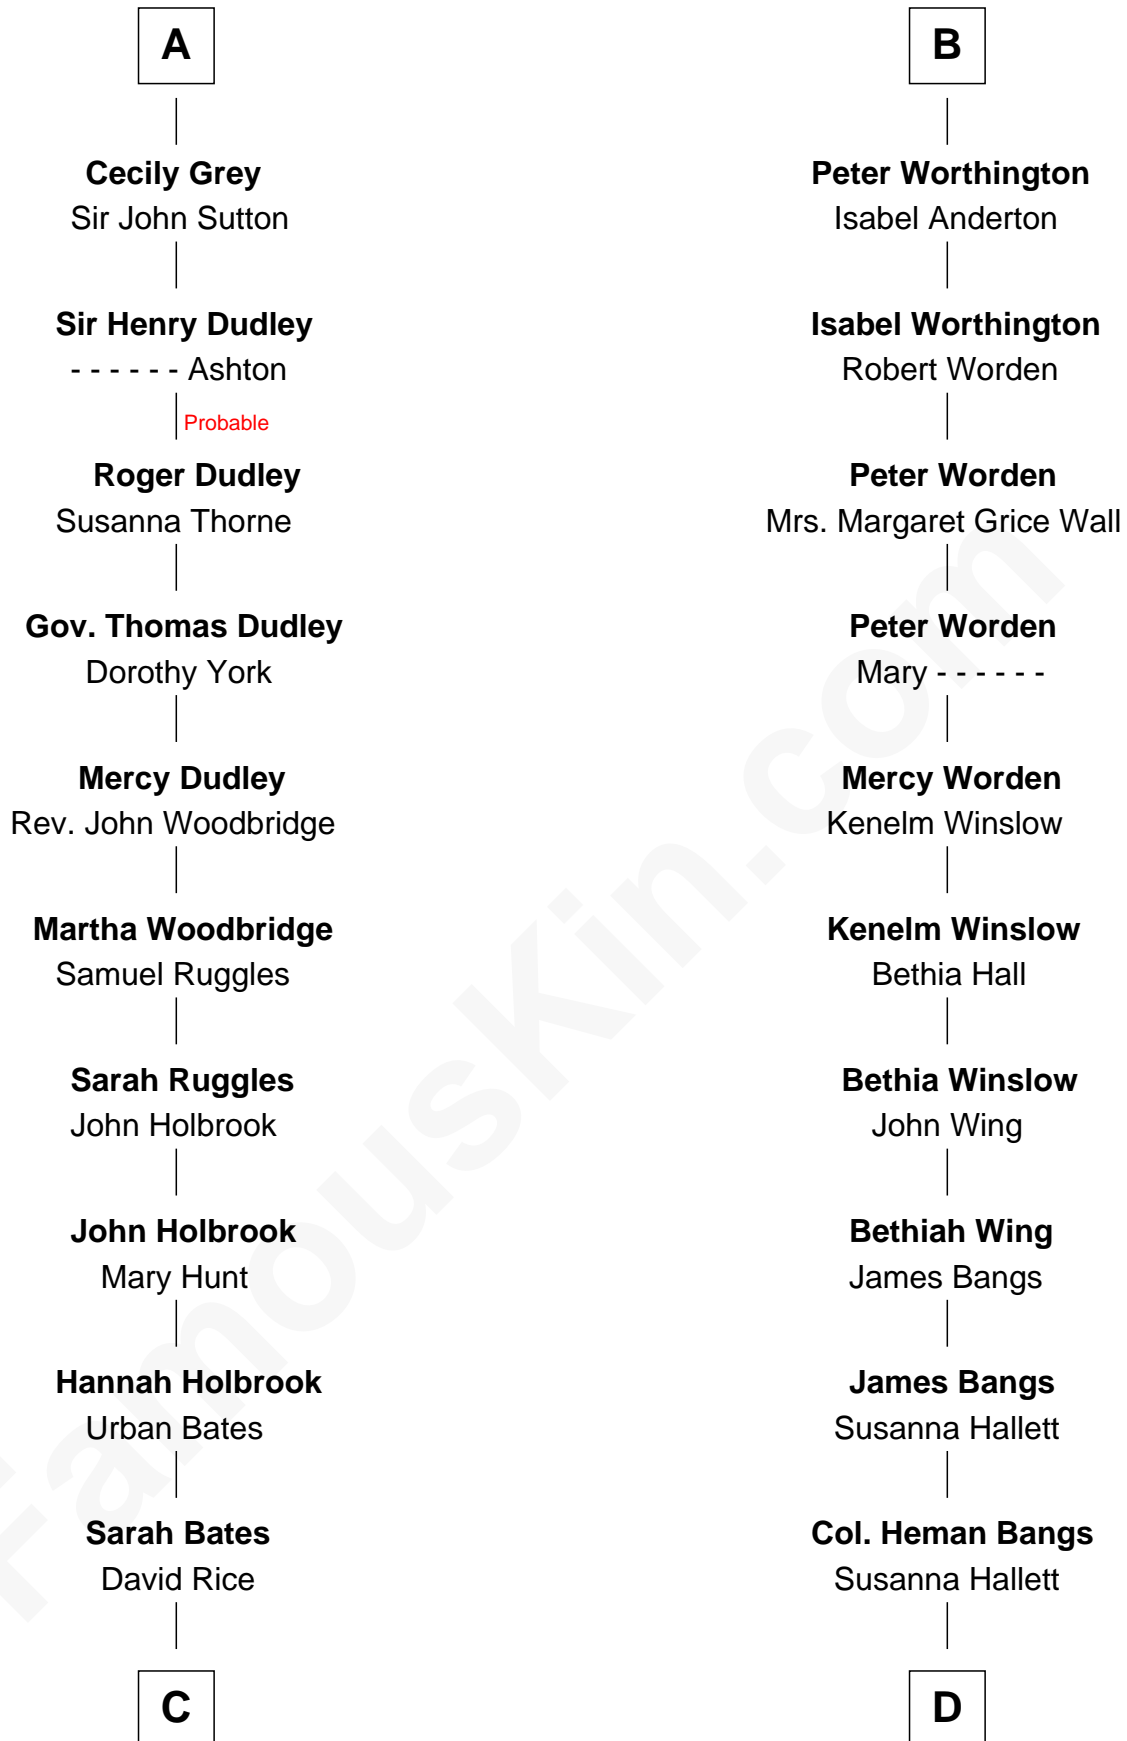 A
Cecily Grey
Sir John Sutton
Sir Henry Dudley
- - - - - - Ashton
Probable
Roger Dudley
Susanna Thorne
Gov. Thomas Dudley
Dorothy York
Mercy Dudley
Rev. John Woodbridge
Martha Woodbridge
Samuel Ruggles
Sarah Ruggles
John Holbrook
John Holbrook
Mary Hunt
Hannah Holbrook
Urban Bates
Sarah Bates
David Rice
C
B
Peter Worthington
Isabel Anderton
Isabel Worthington
Robert Worden
Peter Worden
Mrs. Margaret Grice Wall
Peter Worden
Mary - - - - - -
Mercy Worden
Kenelm Winslow
Kenelm Winslow
Bethia Hall
Bethia Winslow
John Wing
Bethiah Wing
James Bangs
James Bangs
Susanna Hallett
Col. Heman Bangs
Susanna Hallett
D
FamousKin.com